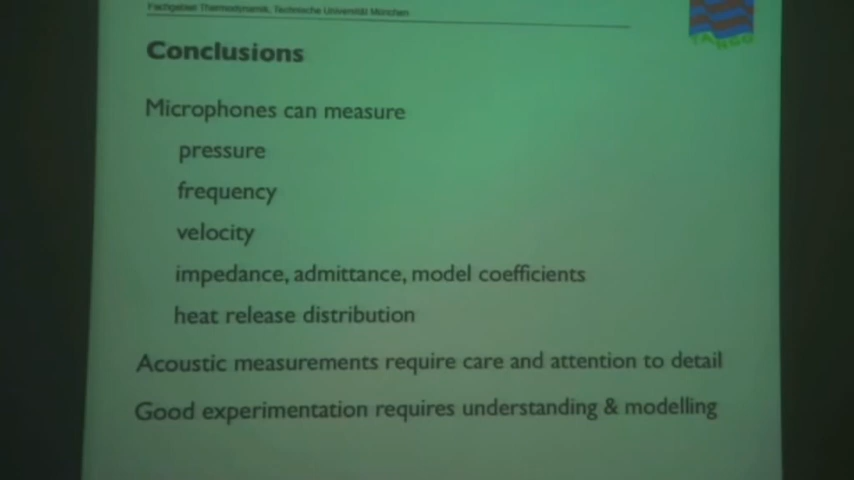 Fachgebiet Thermodynamik, Technische Universität München
TANGO
Conclusions
Microphones can measure
pressure
frequency
velocity
impedance, admittance, model coefficients
heat release distribution
Acoustic measurements require care and attention to detail
Good experimentation requires understanding & modelling